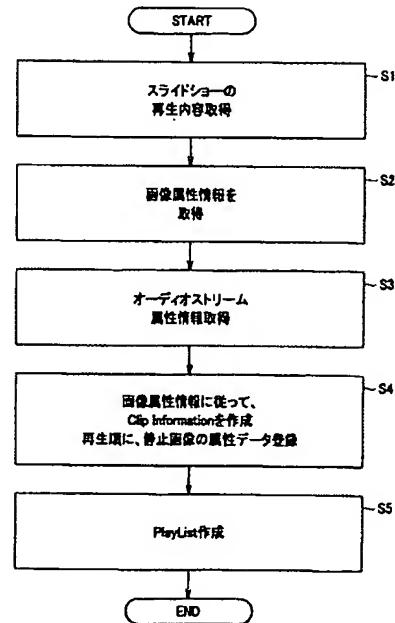 START
S1
スライドショーの
再生内容取得
S2
画像属性情報を
取得
S3
オーディオストリーム
属性情報取得
S4
画像属性情報に従って、
Clip Informationを作成
再生順に、静止画像の属性データ登録
S5
PlayList作成
END